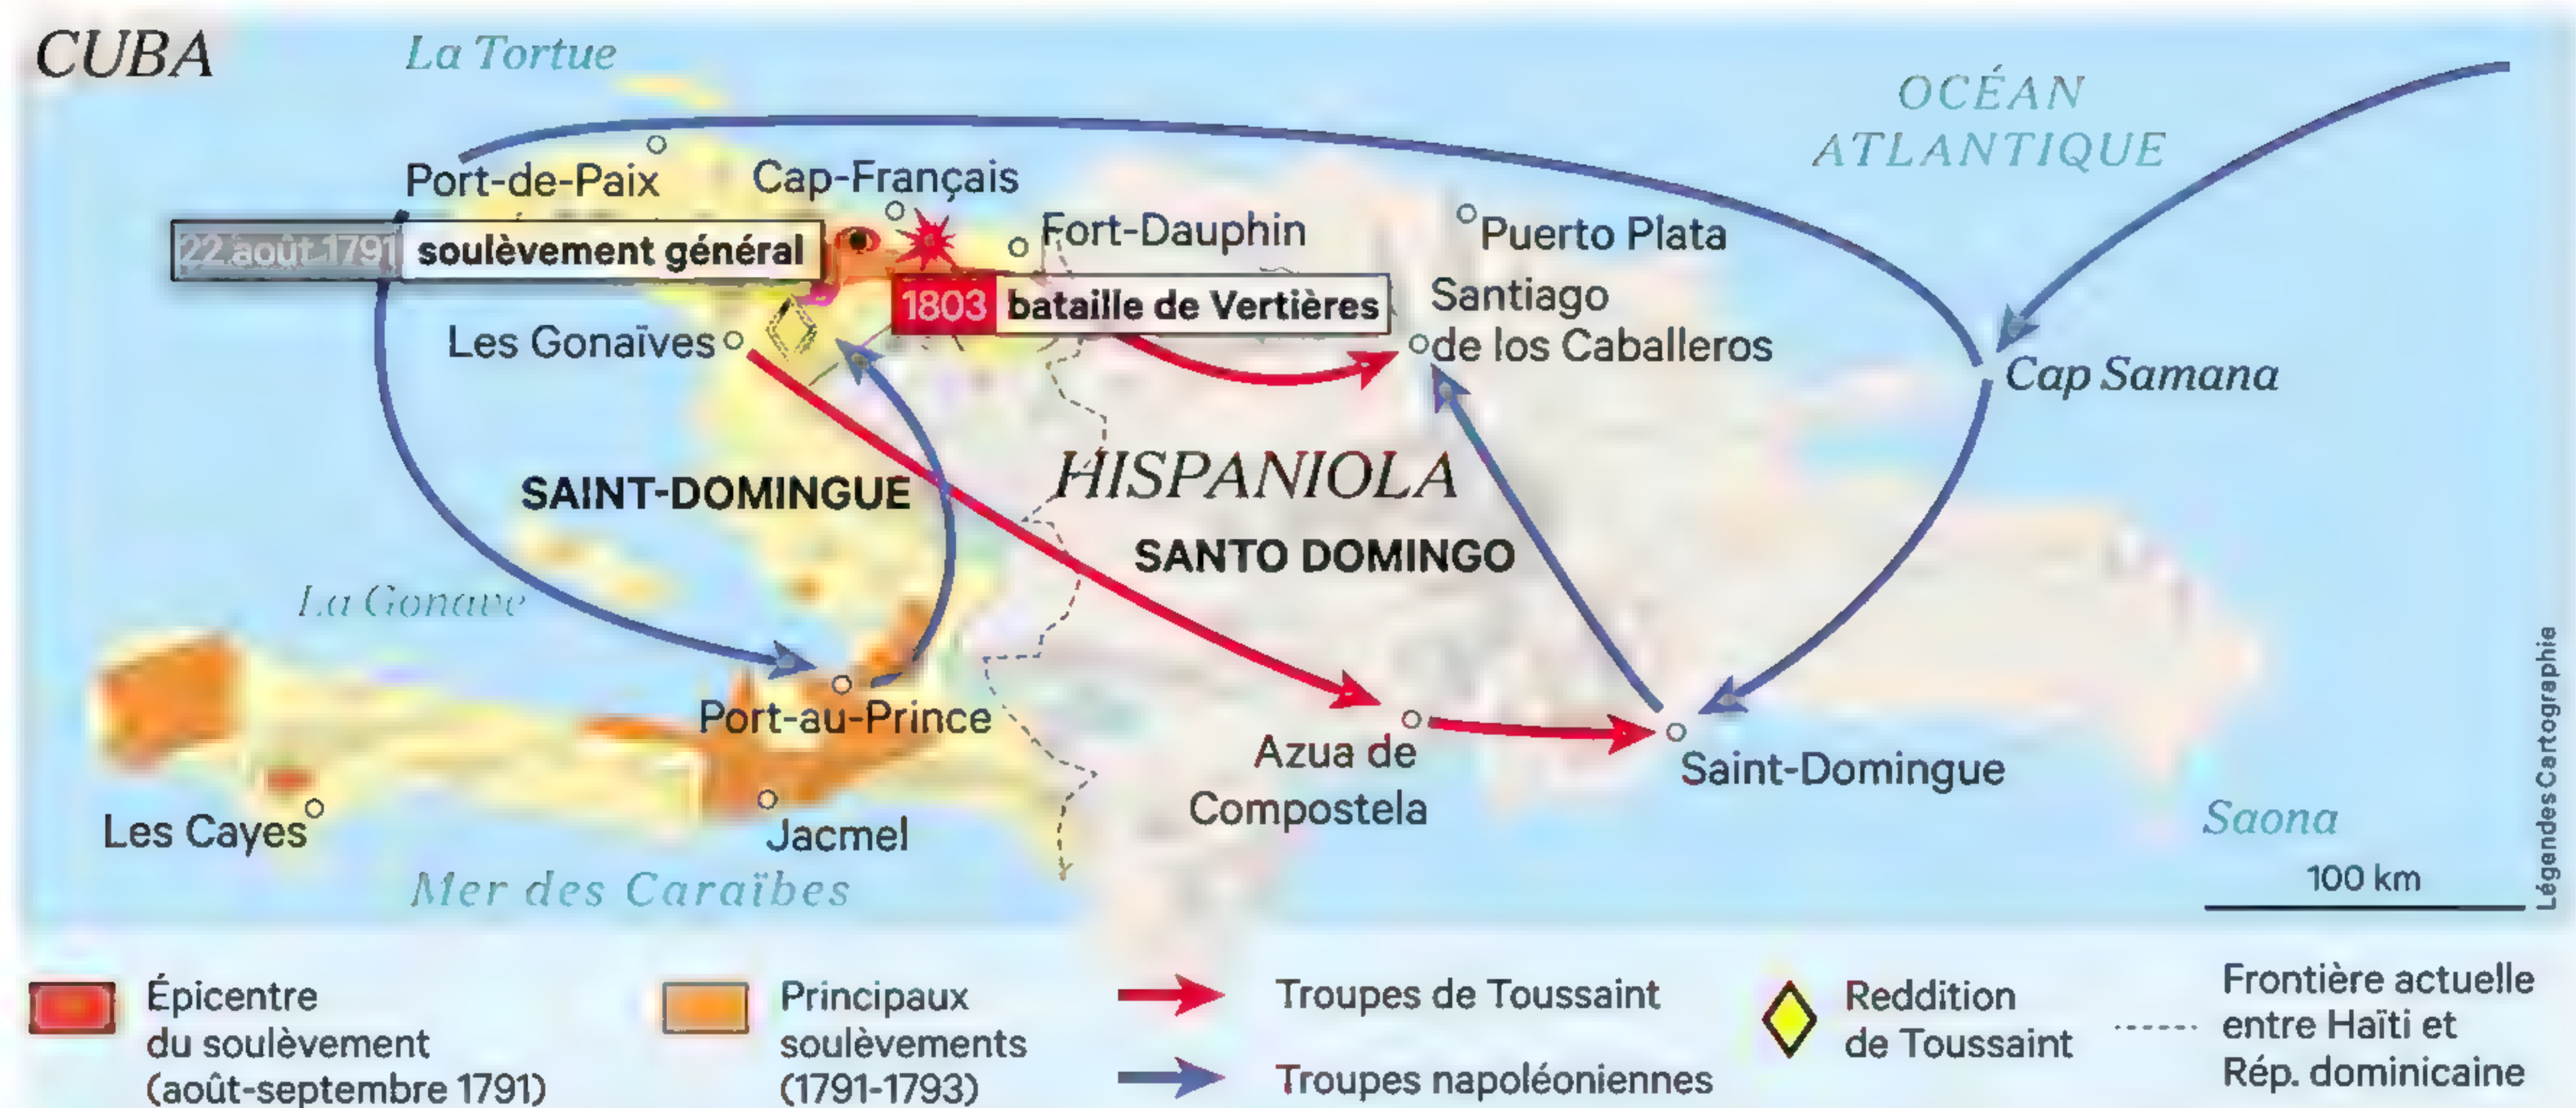 CUBA
La Tortue
OCÉAN
ATLANTIQUE
Port-de-Paix
Cap-Français
22 août 1791 soulèvement général
Fort-Dauphin
Puerto Plata
1803 bataille de Vertières
Santiago
de los Caballeros
Les Gonaïves
Cap Samana
HISPANIOLA
SAINT-DOMINGUE
SANTO DOMINGO
La Gonave
Port-au-Prince
Azua de
Compostela
Saint-Domingue
Les Cayes
Jacmel
Saona
Mer des Caraïbes
100 km
Légendes Cartographie
Épicentre
du soulèvement
(août-septembre 1791)
Principaux
soulèvements
(1791-1793)
Troupes de Toussaint
Troupes napoléoniennes
Reddition
de Toussaint
Frontière actuelle
entre Haïti et
Rép. dominicaine